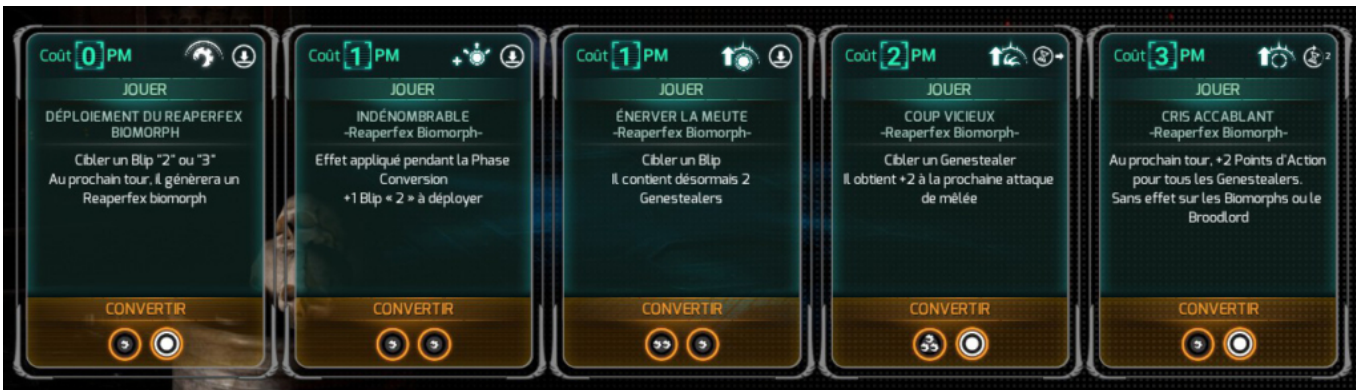 Coût 0 PM
JOUER
DÉPLOIEMENT DU REAPERFEX
BIOMORPH
Cibler un Blip "2" ou "3"
Au prochain tour, il génèrera un
Reaperfex biomorph
CONVERTIR
Coût 1 PM
JOUER
INDÉNOMBRABLE
-Reaperfex Biomorph-
Effet appliqué pendant la Phase
Conversion
+1 Blip « 2 » à déployer
CONVERTIR
Coût 1 PM
JOUER
ÉNERVER LA MEUTE
-Reaperfex Biomorph-
Cibler un Blip
Il contient désormais 2
Genestealers
CONVERTIR
Coût 2 PM
JOUER
COUP VICIEUX
-Reaperfex Biomorph-
Cibler un Genestealer
Il obtient +2 à la prochaine attaque
de mêlée
CONVERTIR
Coût 3 PM
2
JOUER
CRIS ACCABLANT
-Reaperfex Biomorph-
Au prochain tour, +2 Points d'Action
pour tous les Genestealers.
Sans effet sur les Biomorphs ou le
Broodlord
CONVERTIR